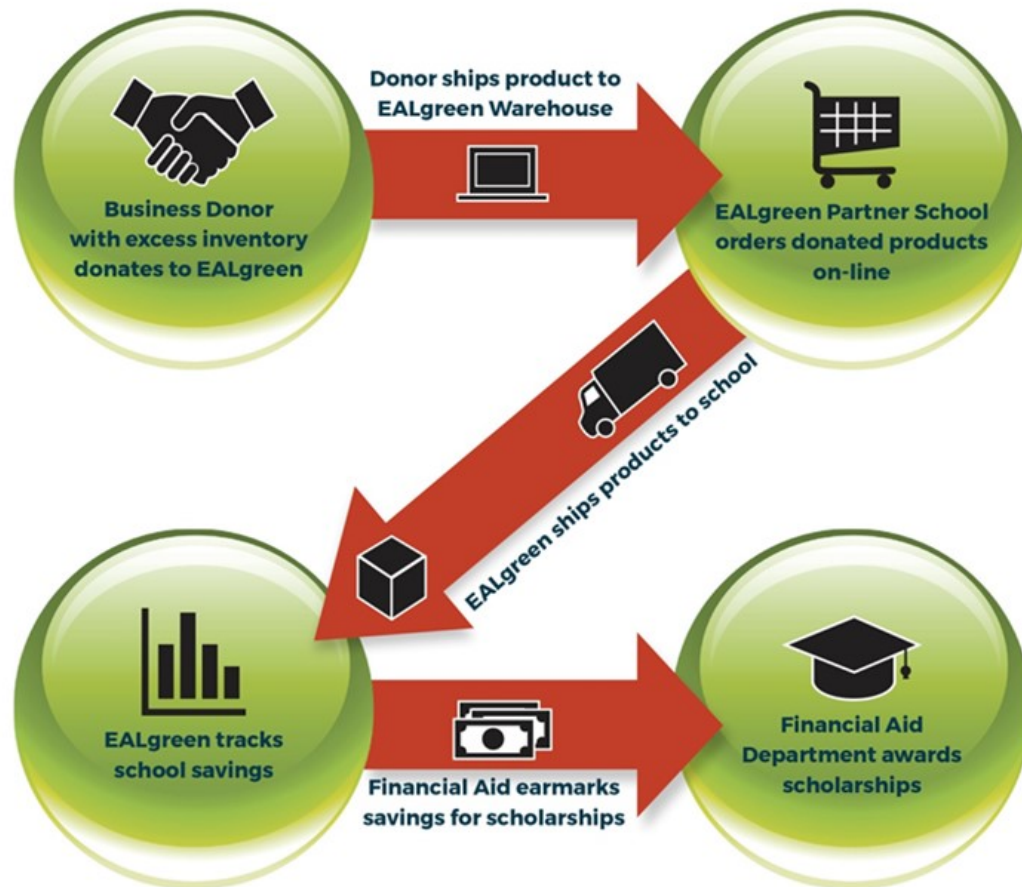 Business Donor
with excess inventory
donates to EALgreen
Donor ships product to
EALgreen Warehouse
EALgreen Partner School
orders donated products
on-line
EALgreen ships products to school
EALgreen tracks
school savings
Financial Aid earmarks
savings for scholarships
Financial Aid
Department awards
scholarships